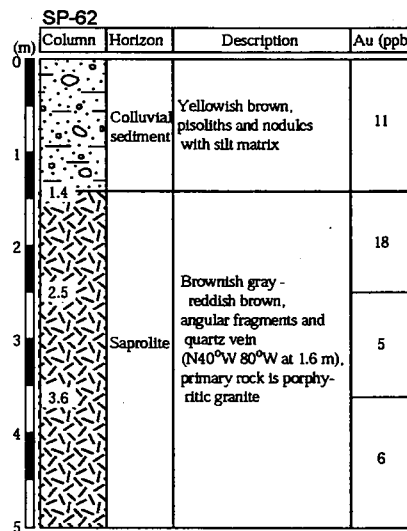 SP-62
(m) Column Horizon Description Au (ppb
0
Colluvial sediment
Yellowish brown,
pisoliths and nodules
with silt matrix
11
1
1.4
2
18
2.5
Saprolite
Brownish gray -
reddish brown,
angular fragments and
quartz vein
(N40°W 80°W at 1.6 m),
primary rock is porphy-
ritic granite
3
5
3.6
4
6
5